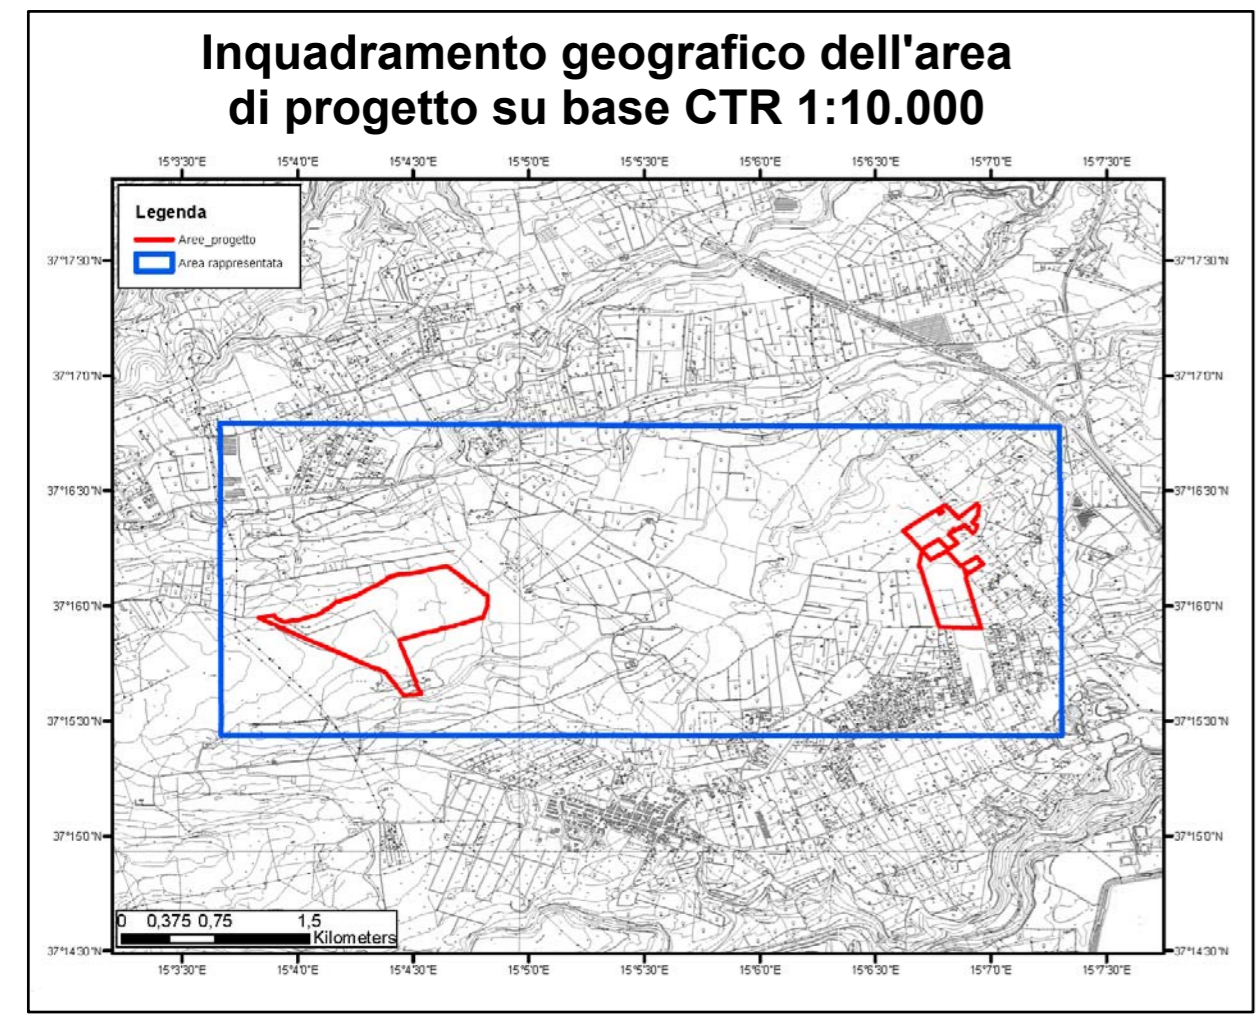 Inquadramento geografico dell'area
di progetto su base CTR 1:10.000
15°3'30"E 15°4'0"E 15°4'30"E 15°5'0"E 15°5'30"E 15°6'0"E 15°6'30"E 15°7'0"E 15°7'30"E
Legenda
Aree_progetto
Area rappresentata
37°17'30"N 37°17'30"N
37°17'0"N 37°17'0"N
37°16'30"N 37°16'30"N
37°16'0"N 37°16'0"N
37°15'30"N 37°15'30"N
37°15'0"N 37°15'0"N
0 0,375 0,75 1,5
Kilometers
37°14'30"N 37°14'30"N
15°3'30"E 15°4'0"E 15°4'30"E 15°5'0"E 15°5'30"E 15°6'0"E 15°6'30"E 15°7'0"E 15°7'30"E